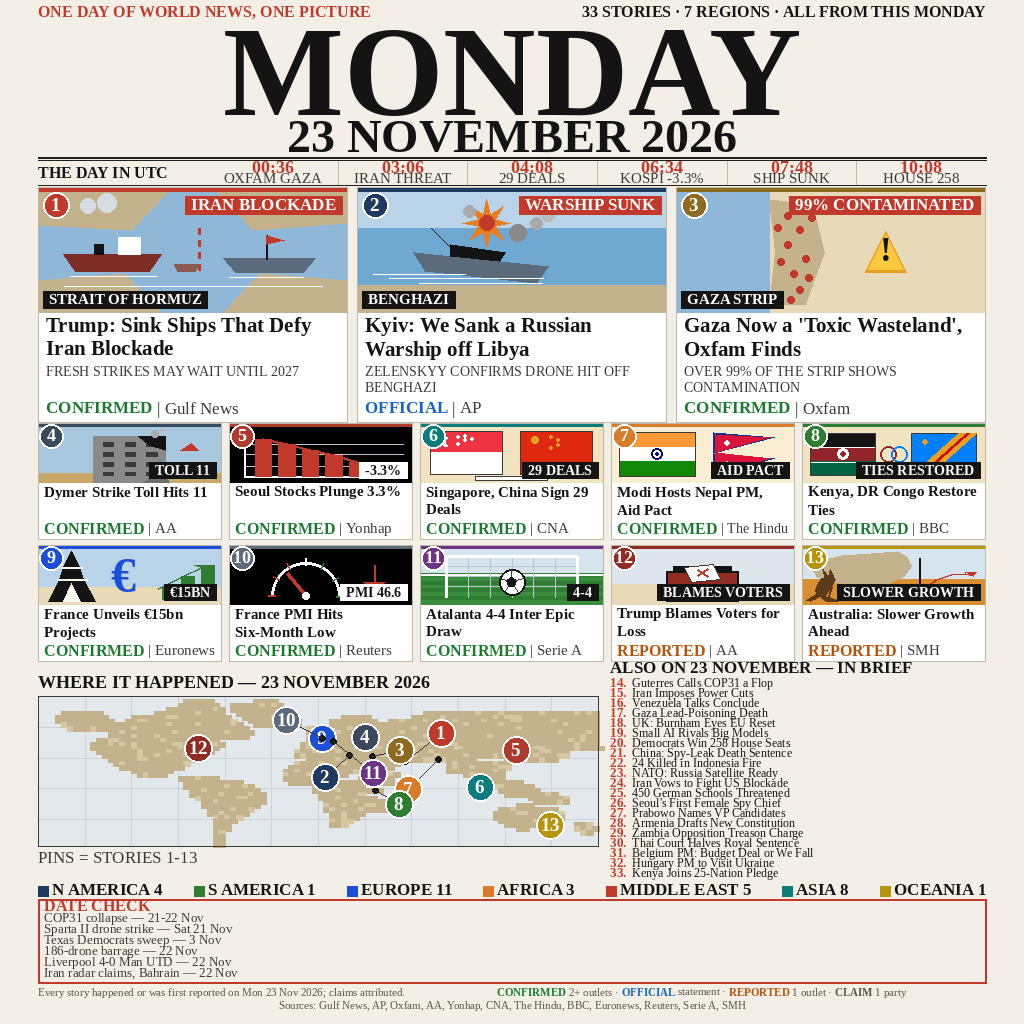 ONE DAY OF WORLD NEWS, ONE PICTURE
33 STORIES · 7 REGIONS · ALL FROM THIS MONDAY
MONDAY
23 NOVEMBER 2026
THE DAY IN UTC
00:36
OXFAM GAZA
03:06
IRAN THREAT
04:08
29 DEALS
06:34
KOSPI -3.3%
07:48
SHIP SUNK
10:08
HOUSE 258
1
IRAN BLOCKADE
STRAIT OF HORMUZ
Trump: Sink Ships That Defy
Iran Blockade
FRESH STRIKES MAY WAIT UNTIL 2027
CONFIRMED | Gulf News
2
WARSHIP SUNK
BENGHAZI
Kyiv: We Sank a Russian
Warship off Libya
ZELENSKYY CONFIRMS DRONE HIT OFF
BENGHAZI
OFFICIAL | AP
3
99% CONTAMINATED
!
GAZA STRIP
Gaza Now a 'Toxic Wasteland',
Oxfam Finds
OVER 99% OF THE STRIP SHOWS
CONTAMINATION
CONFIRMED | Oxfam
4
TOLL 11
Dymer Strike Toll Hits 11
CONFIRMED | AA
5
-3.3%
Seoul Stocks Plunge 3.3%
CONFIRMED | Yonhap
6
29 DEALS
Singapore, China Sign 29
Deals
CONFIRMED | CNA
7
AID PACT
Modi Hosts Nepal PM,
Aid Pact
CONFIRMED | The Hindu
8
TIES RESTORED
Kenya, DR Congo Restore
Ties
CONFIRMED | BBC
9
€
€15BN
France Unveils €15bn
Projects
CONFIRMED | Euronews
10
PMI 46.6
France PMI Hits
Six-Month Low
CONFIRMED | Reuters
11
4-4
Atalanta 4-4 Inter Epic
Draw
CONFIRMED | Serie A
12
BLAMES VOTERS
Trump Blames Voters for
Loss
REPORTED | AA
13
SLOWER GROWTH
Australia: Slower Growth
Ahead
REPORTED | SMH
WHERE IT HAPPENED — 23 NOVEMBER 2026
10
9
4
1
12
3
5
2
11
7
6
8
13
PINS = STORIES 1-13
ALSO ON 23 NOVEMBER — IN BRIEF
14. Guterres Calls COP31 a Flop
15. Iran Imposes Power Cuts
16. Venezuela Talks Conclude
17. Gaza Lead-Poisoning Death
18. UK: Burnham Eyes EU Reset
19. Small AI Rivals Big Models
20. Democrats Win 258 House Seats
21. China: Spy-Leak Death Sentence
22. 24 Killed in Indonesia Fire
23. NATO: Russia Satellite Ready
24. Iran Vows to Fight US Blockade
25. 450 German Schools Threatened
26. Seoul's First Female Spy Chief
27. Prabowo Names VP Candidates
28. Armenia Drafts New Constitution
29. Zambia Opposition Treason Charge
30. Thai Court Halves Royal Sentence
31. Belgium PM: Budget Deal or We Fall
32. Hungary PM to Visit Ukraine
33. Kenya Joins 25-Nation Pledge
N AMERICA 4
S AMERICA 1
EUROPE 11
AFRICA 3
MIDDLE EAST 5
ASIA 8
OCEANIA 1
DATE CHECK
COP31 collapse — 21-22 Nov
Sparta II drone strike — Sat 21 Nov
Texas Democrats sweep — 3 Nov
186-drone barrage — 22 Nov
Liverpool 4-0 Man UTD — 22 Nov
Iran radar claims, Bahrain — 22 Nov
Every story happened or was first reported on Mon 23 Nov 2026; claims attributed.
CONFIRMED 2+ outlets · OFFICIAL statement · REPORTED 1 outlet · CLAIM 1 party
Sources: Gulf News, AP, Oxfam, AA, Yonhap, CNA, The Hindu, BBC, Euronews, Reuters, Serie A, SMH